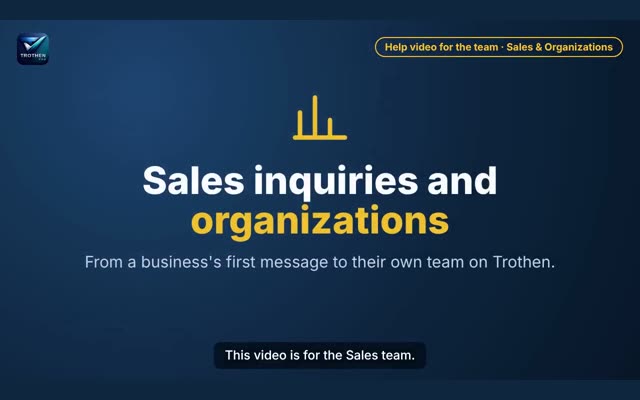 TROTHEN
Help video for the team · Sales & Organizations
Sales inquiries and
organizations
From a business's first message to their own team on Trothen.
This video is for the Sales team.